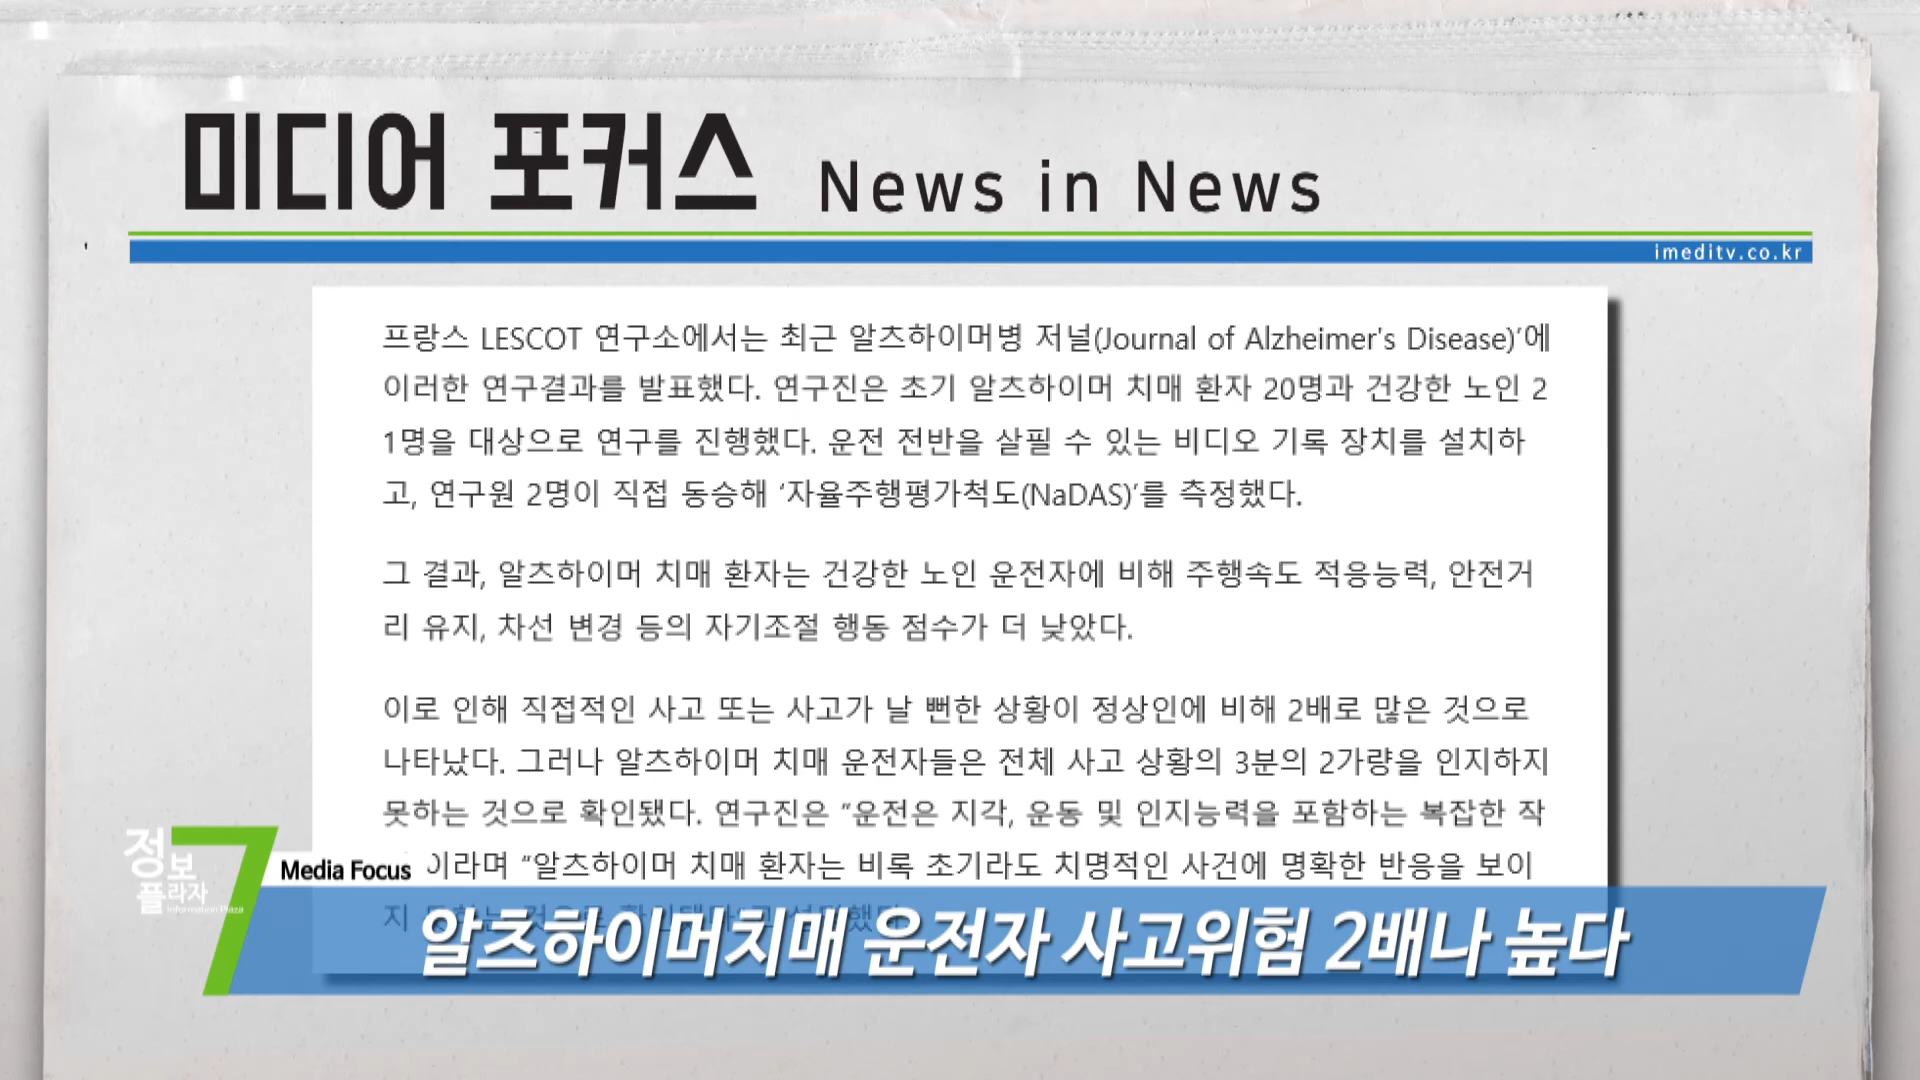 미디어 포커스 News in News
imeditv.co.kr
프랑스 LESCOT 연구소에서는 최근 알츠하이머병 저널(Journal of Alzheimer's Disease)’에
이러한 연구결과를 발표했다. 연구진은 초기 알츠하이머 치매 환자 20명과 건강한 노인 2
1명을 대상으로 연구를 진행했다. 운전 전반을 살필 수 있는 비디오 기록 장치를 설치하
고, 연구원 2명이 직접 동승해 ‘자율주행평가척도(NaDAS)’를 측정했다.
그 결과, 알츠하이머 치매 환자는 건강한 노인 운전자에 비해 주행속도 적응능력, 안전거
리 유지, 차선 변경 등의 자기조절 행동 점수가 더 낮았다.
이로 인해 직접적인 사고 또는 사고가 날 뻔한 상황이 정상인에 비해 2배로 많은 것으로
나타났다. 그러나 알츠하이머 치매 운전자들은 전체 사고 상황의 3분의 2가량을 인지하지
못하는 것으로 확인됐다. 연구진은 “운전은 지각, 운동 및 인지능력을 포함하는 복잡한 작
이라며 “알츠하이머 치매 환자는 비록 초기라도 치명적인 사건에 명확한 반응을 보이
지
정보플라자 7 Information Plaza
Media Focus
알츠하이머치매 운전자 사고위험 2배나 높다